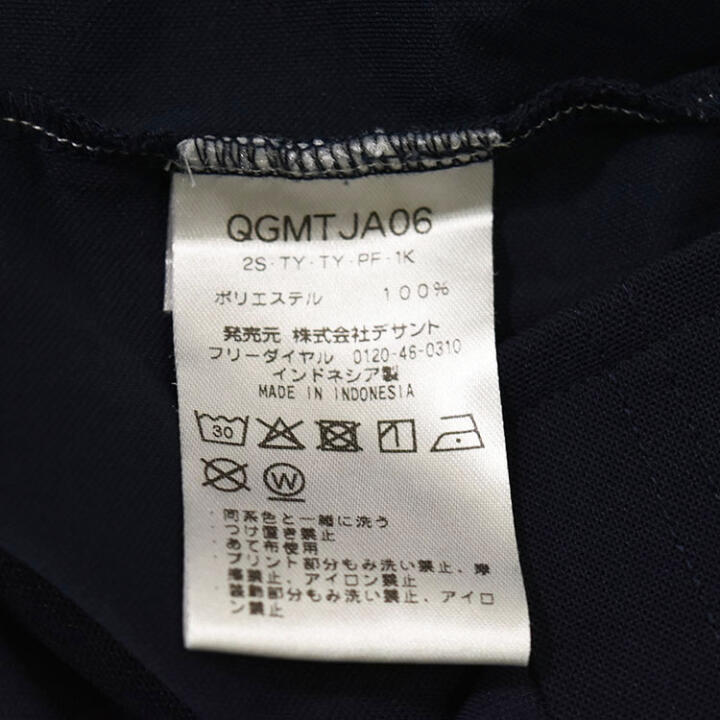 QGMTJA06
2S-TY-TY-PF-1K
ポリエステル 100%
発売元 株式会社デサント
フリーダイヤル 0120-46-0310
インドネシア製
MADE IN INDONESIA
30
W
・同系色と一緒に洗う
・つけ置き禁止
・あて布使用
・プリント部分もみ洗い禁止、摩
擦禁止、アイロン禁止
・装飾部分もみ洗い禁止、アイロ
ン禁止